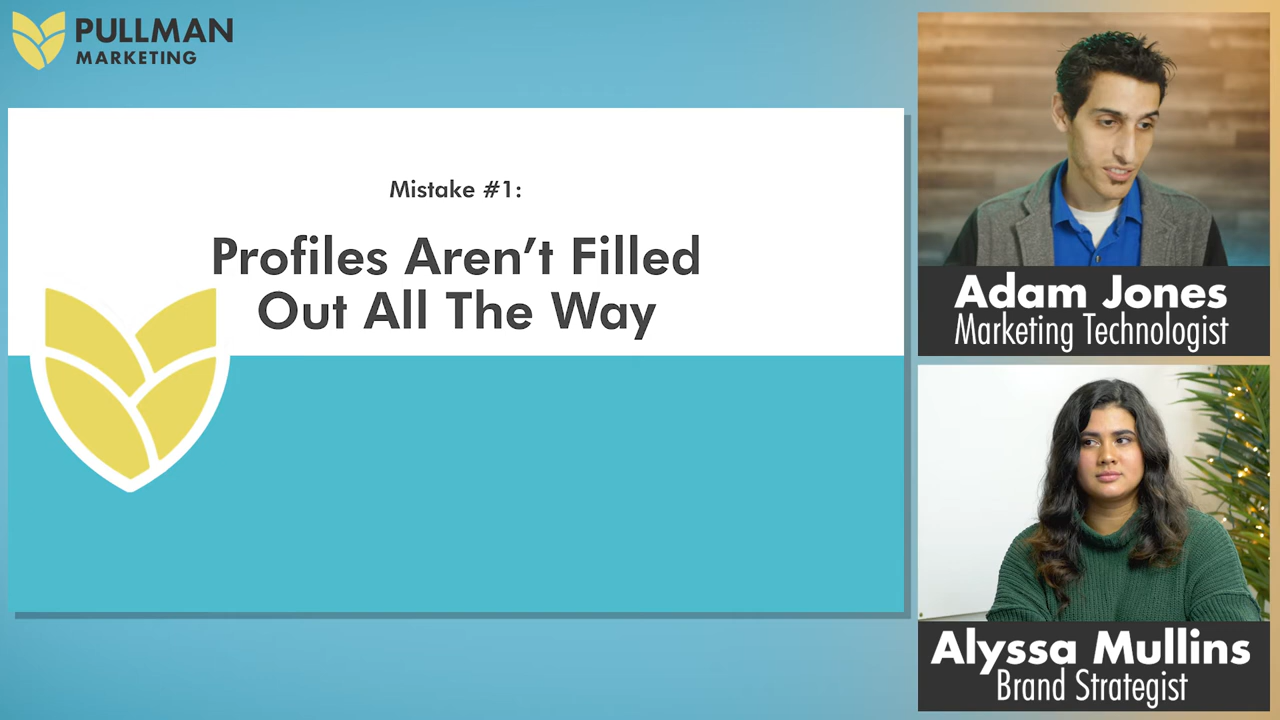 PULLMAN
MARKETING
Mistake #1:
Profiles Aren’t Filled
Out All The Way
Adam Jones
Marketing Technologist
Alyssa Mullins
Brand Strategist